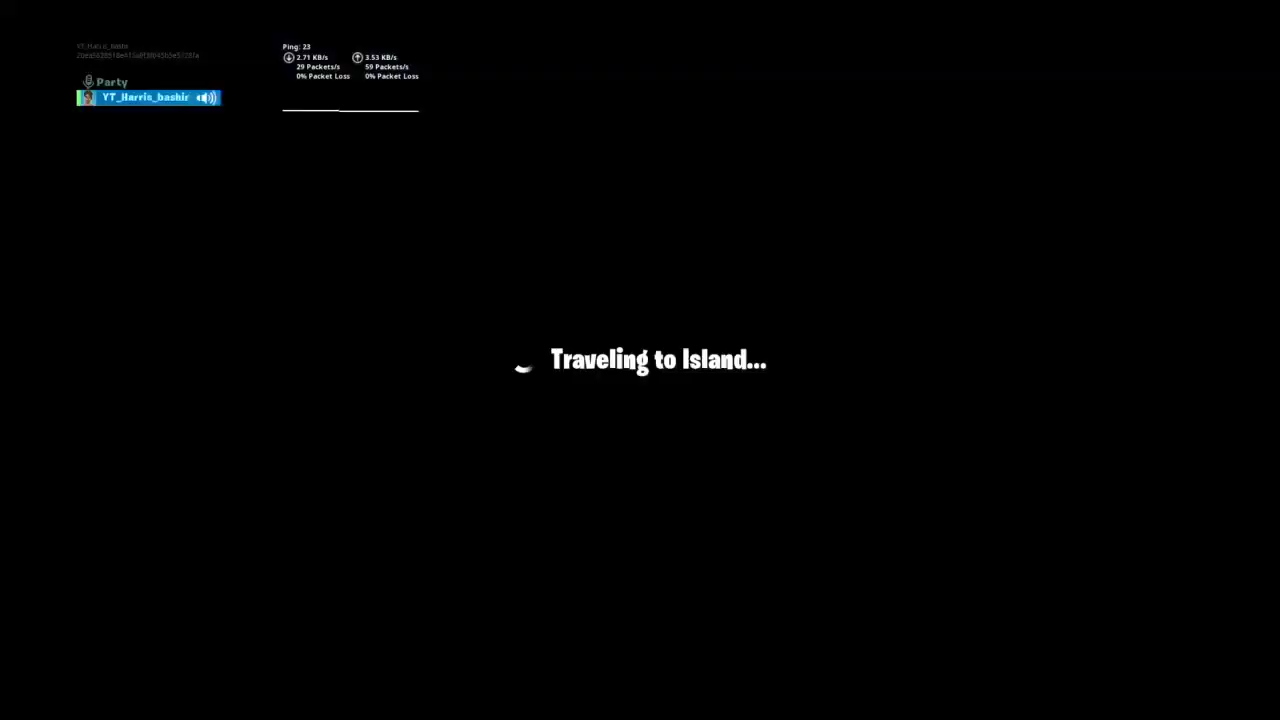 YT_Harris_bashir
Party
YT_Harris_bashir
Ping: 23
2.71 KB/s 3.53 KB/s
29 Packets/s 59 Packets/s
0% Packet Loss 0% Packet Loss
Traveling to Island...